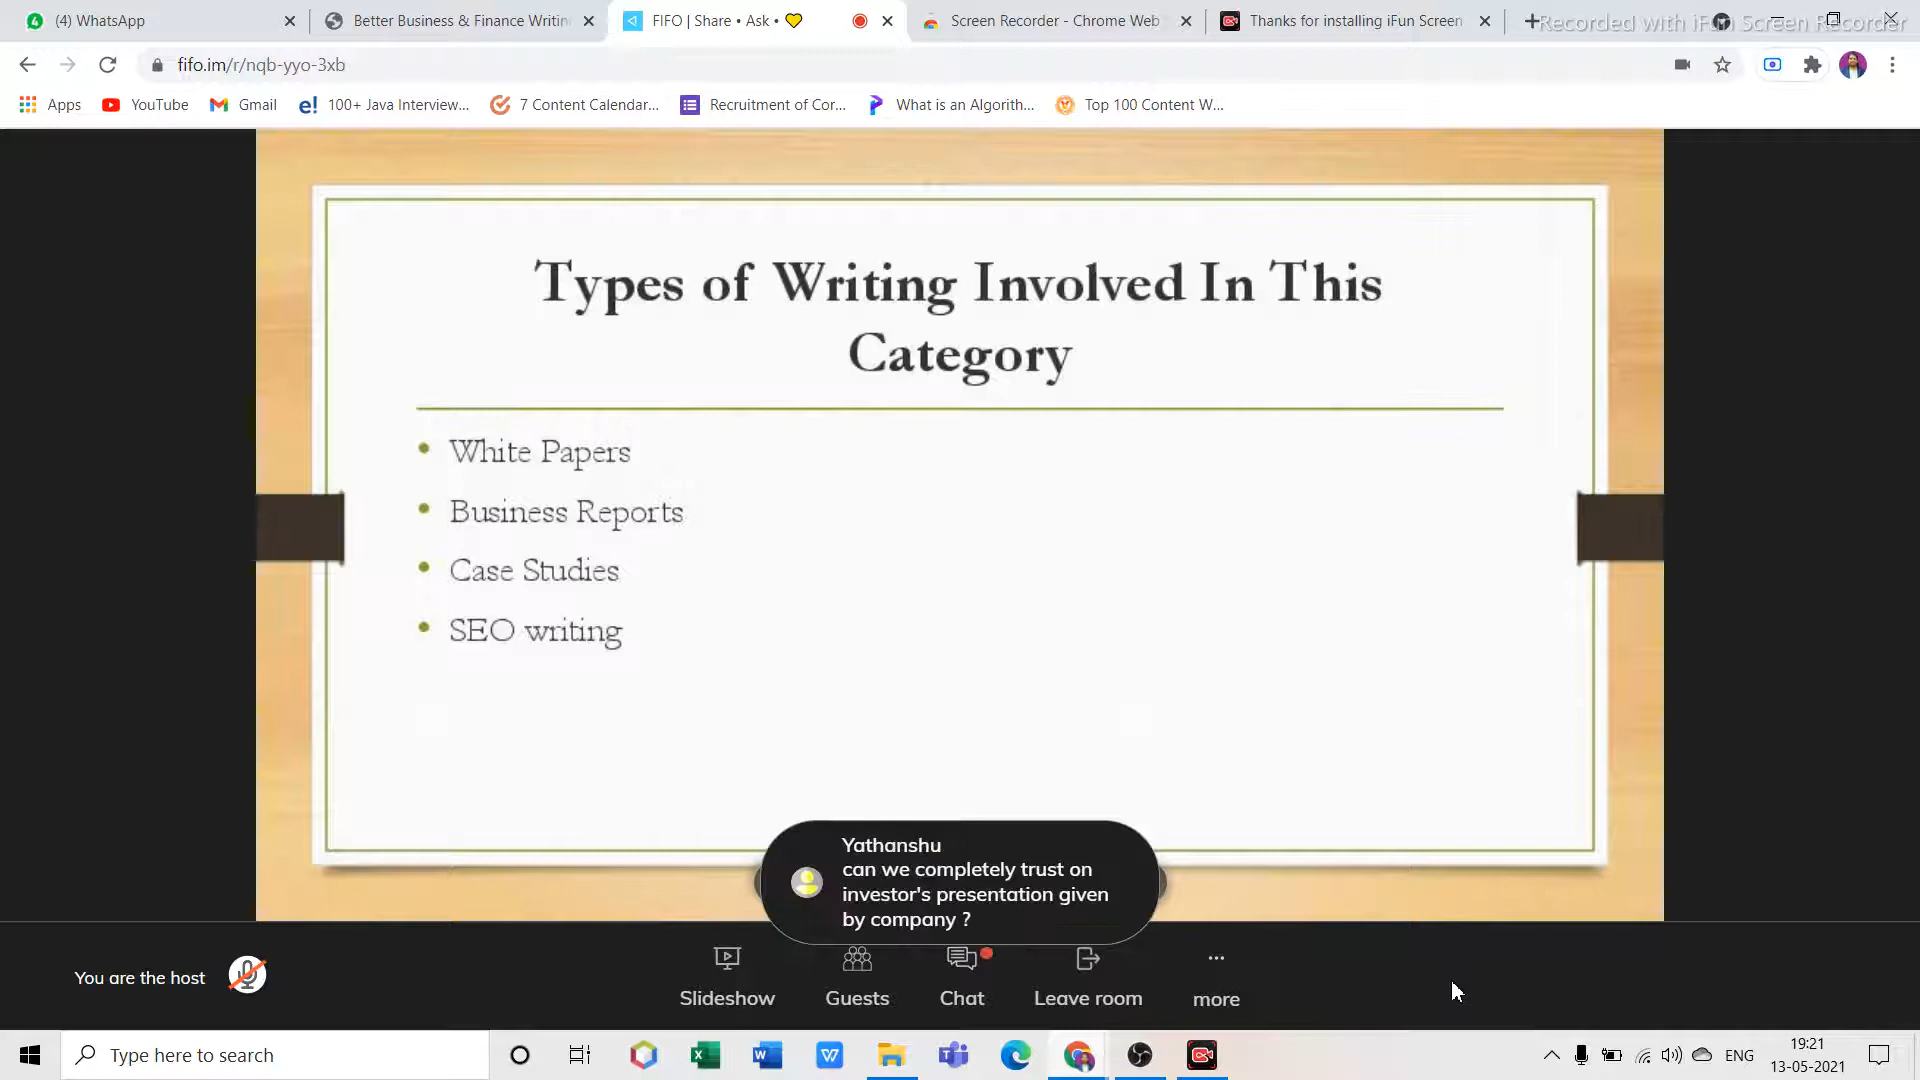 (4) WhatsApp
Better Business & Finance Writin
FIFO | Share • Ask • 💛
Screen Recorder - Chrome Web
Thanks for installing iFun Screen
Recorded with iFun Screen Recorder
fifo.im/r/nqb-yyo-3xb
Apps
YouTube
Gmail
e! 100+ Java Interview...
7 Content Calendar...
Recruitment of Cor...
What is an Algorith...
Top 100 Content W...
Types of Writing Involved In This
Category
• White Papers
• Business Reports
• Case Studies
• SEO writing
Yathanshu
can we completely trust on
investor's presentation given
by company ?
You are the host
Slideshow
Guests
Chat
Leave room
more
Type here to search
ENG
19:21
13-05-2021